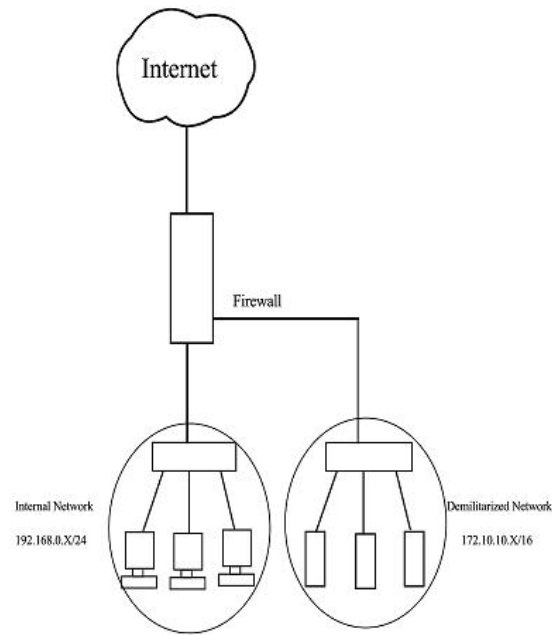 Internet
Firewall
Internal Network
192.168.0.X/24
Demilitarized Network
172.10.10.X/16